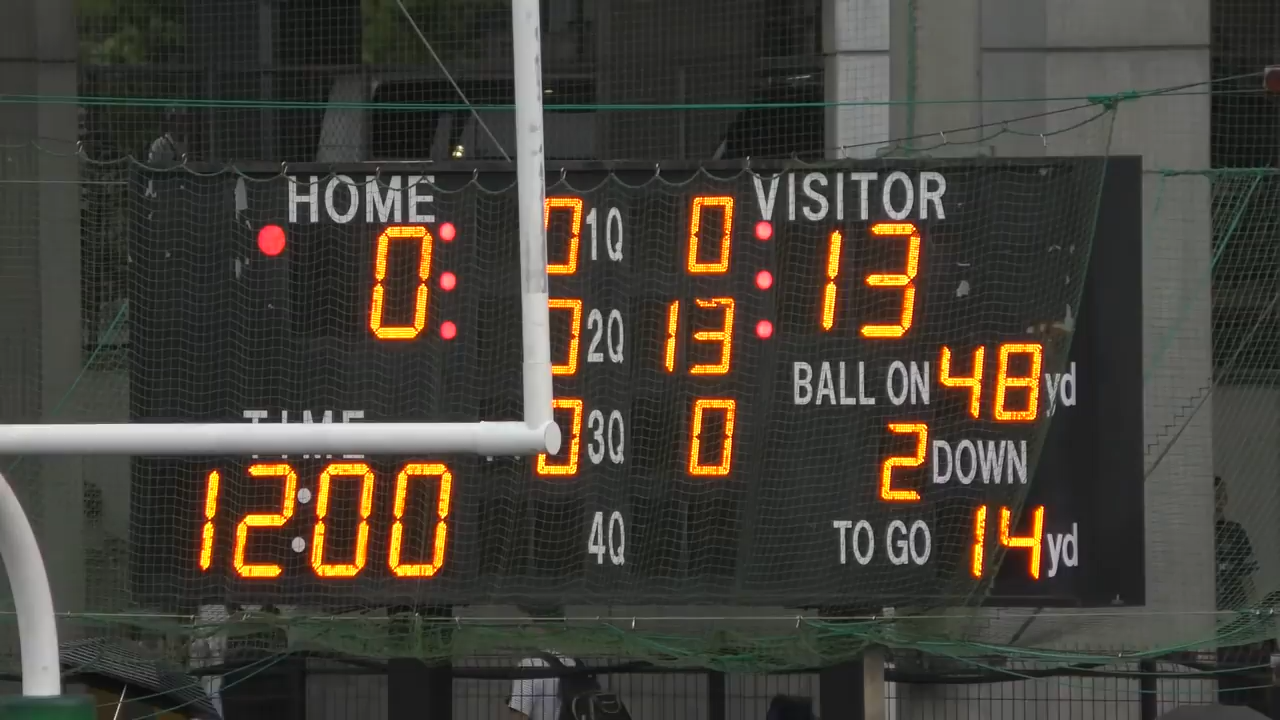 HOME VISITOR
0 13
0 1Q 0
0 2Q 13
BALL ON 48 yd
TIME
0 3Q 0
2 DOWN
12:00
4Q
TO GO 14 yd